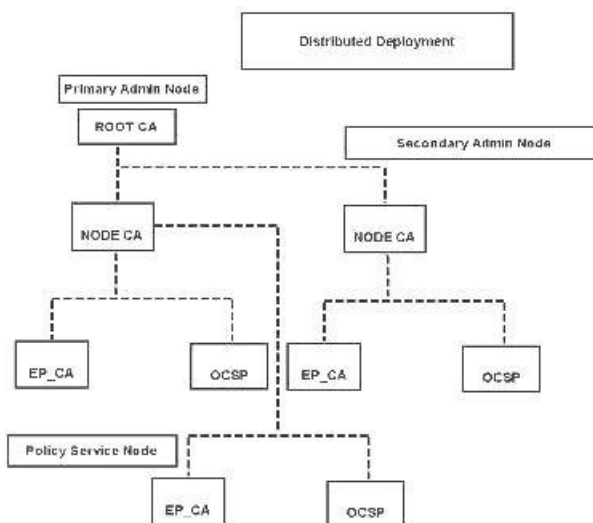 Distributed Deployment
Primary Admin Node
ROOT CA
Secondary Admin Node
NODE CA
NODE CA
EP_CA
OCSP
EP_CA
OCSP
Policy Service Node
EP_CA
OCSP